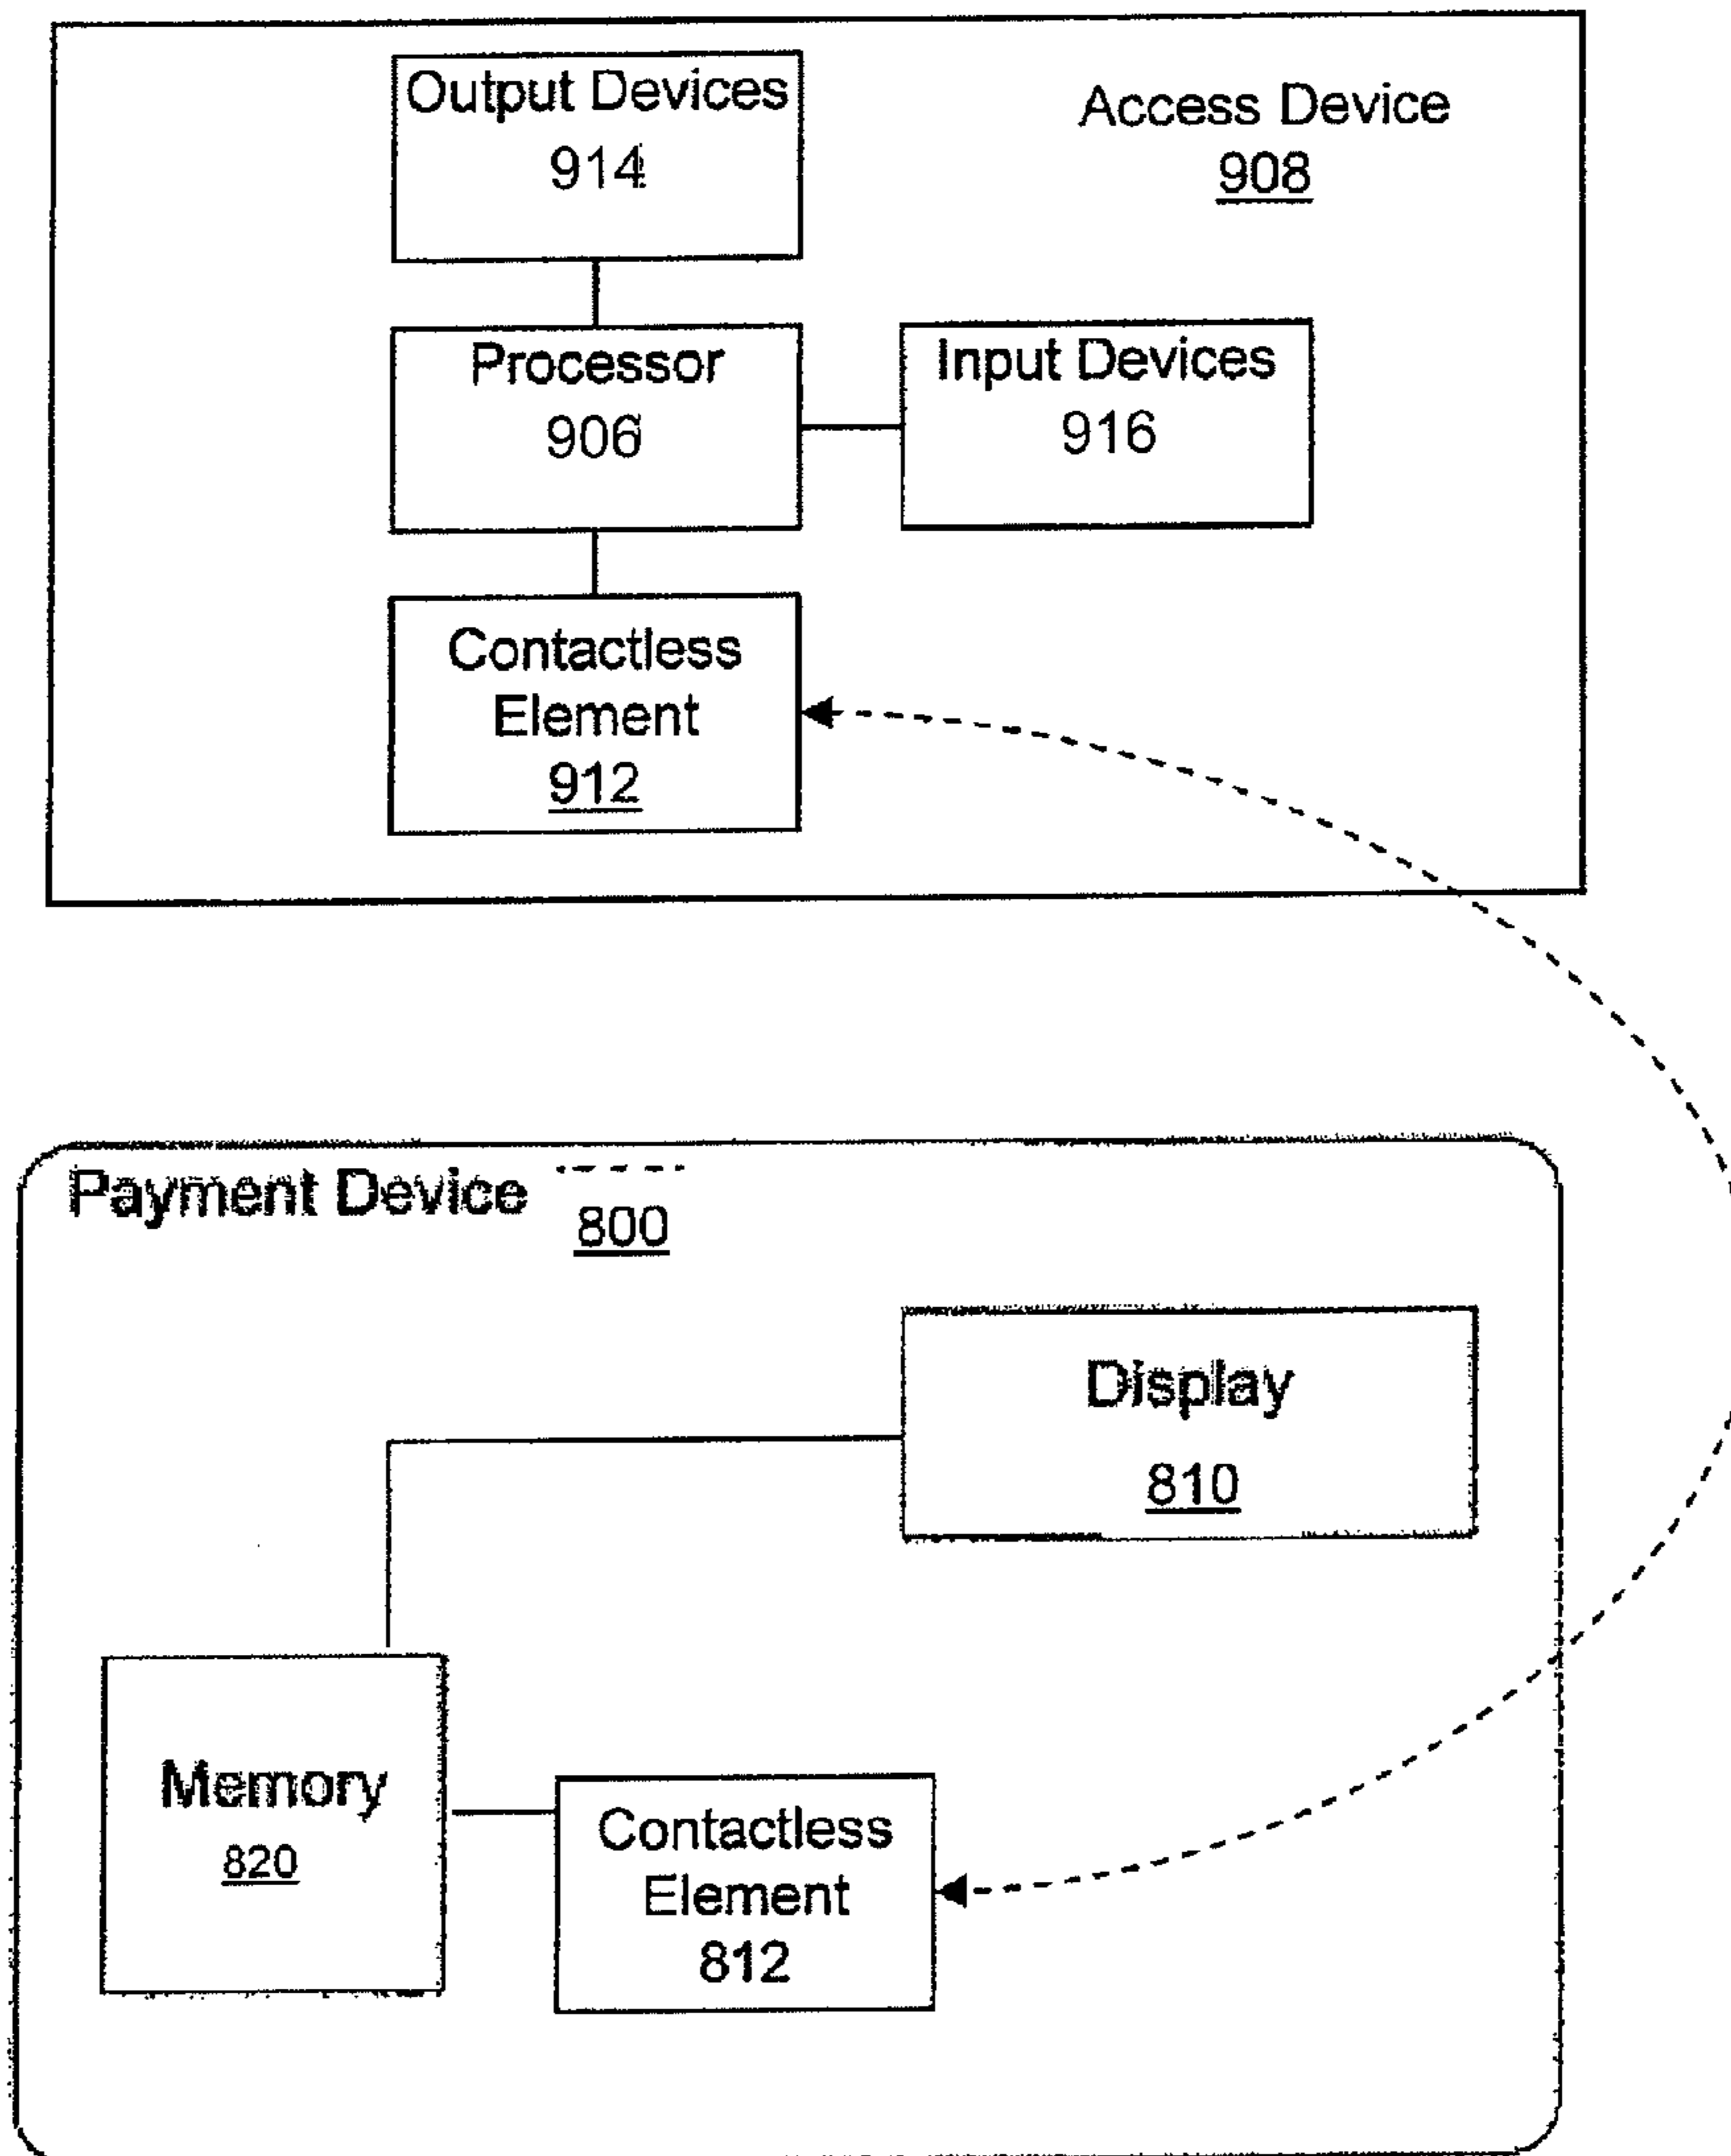 Output Devices
914
Access Device
908
Processor
906
Input Devices
916
Contactless
Element
912
Payment Device
800
Display
810
Memory
820
Contactless
Element
812